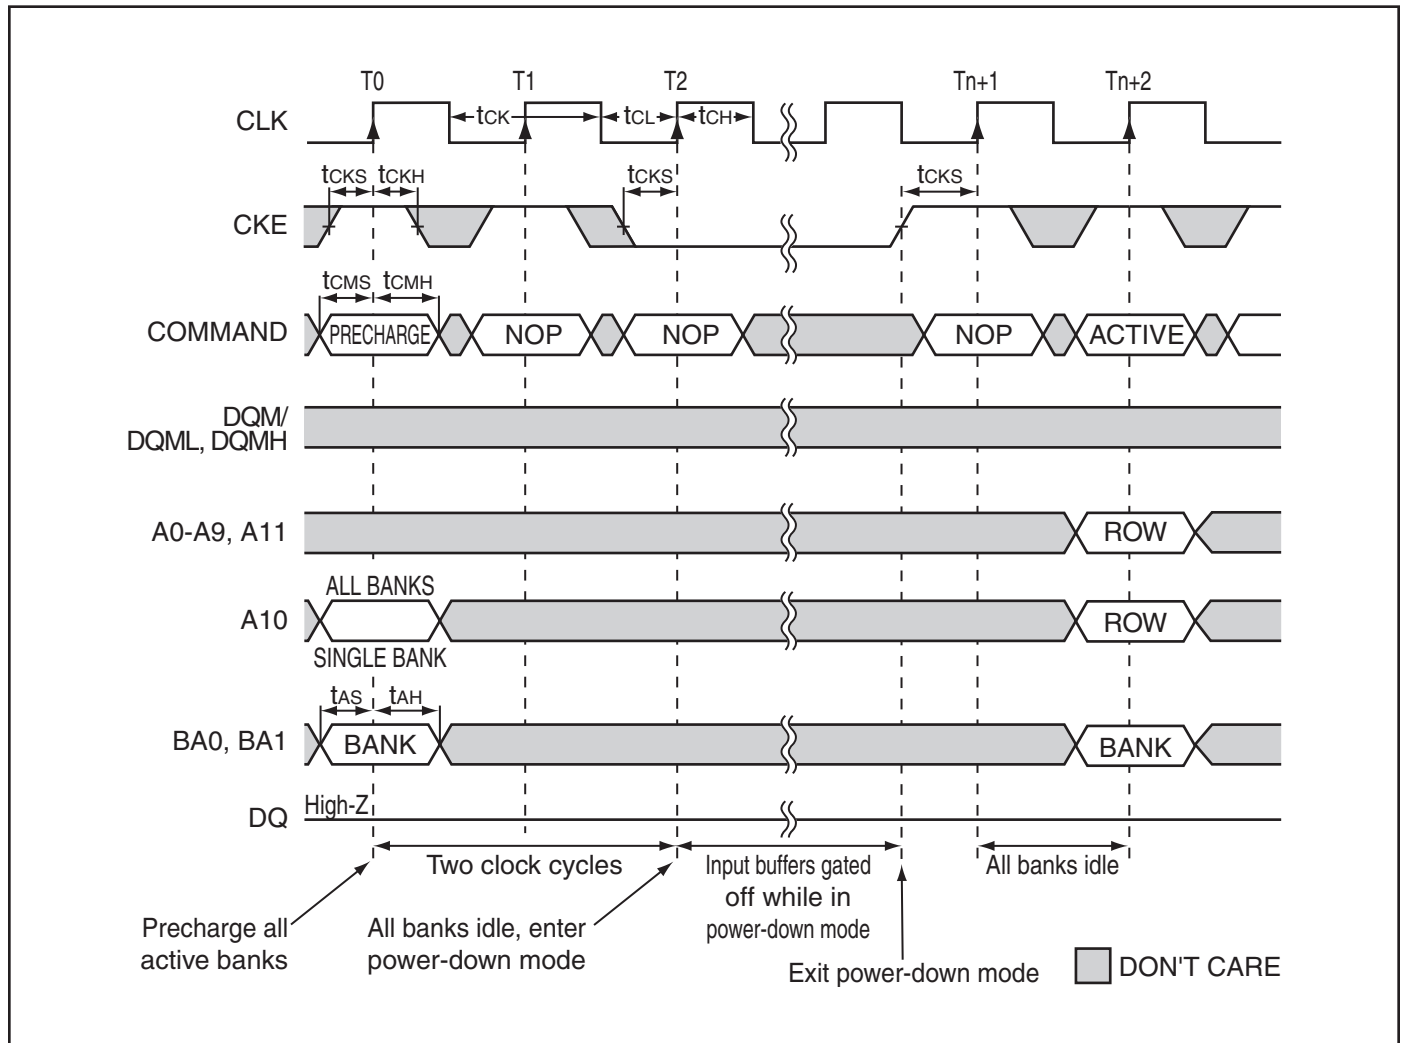 T0 T1 T2 Tn+1 Tn+2
CLK tCK tCL tCH
tCKS tCKH tCKS tCKS
CKE
tCMS tCMH
COMMAND PRECHARGE NOP NOP NOP ACTIVE
DQM/
DQML, DQMH
A0-A9, A11 ROW
ALL BANKS
A10 ROW
SINGLE BANK
tAS tAH
BA0, BA1 BANK BANK
DQ High-Z
Two clock cycles
Input buffers gated
off while in
power-down mode
All banks idle
Precharge all
active banks
All banks idle, enter
power-down mode
Exit power-down mode
DON'T CARE